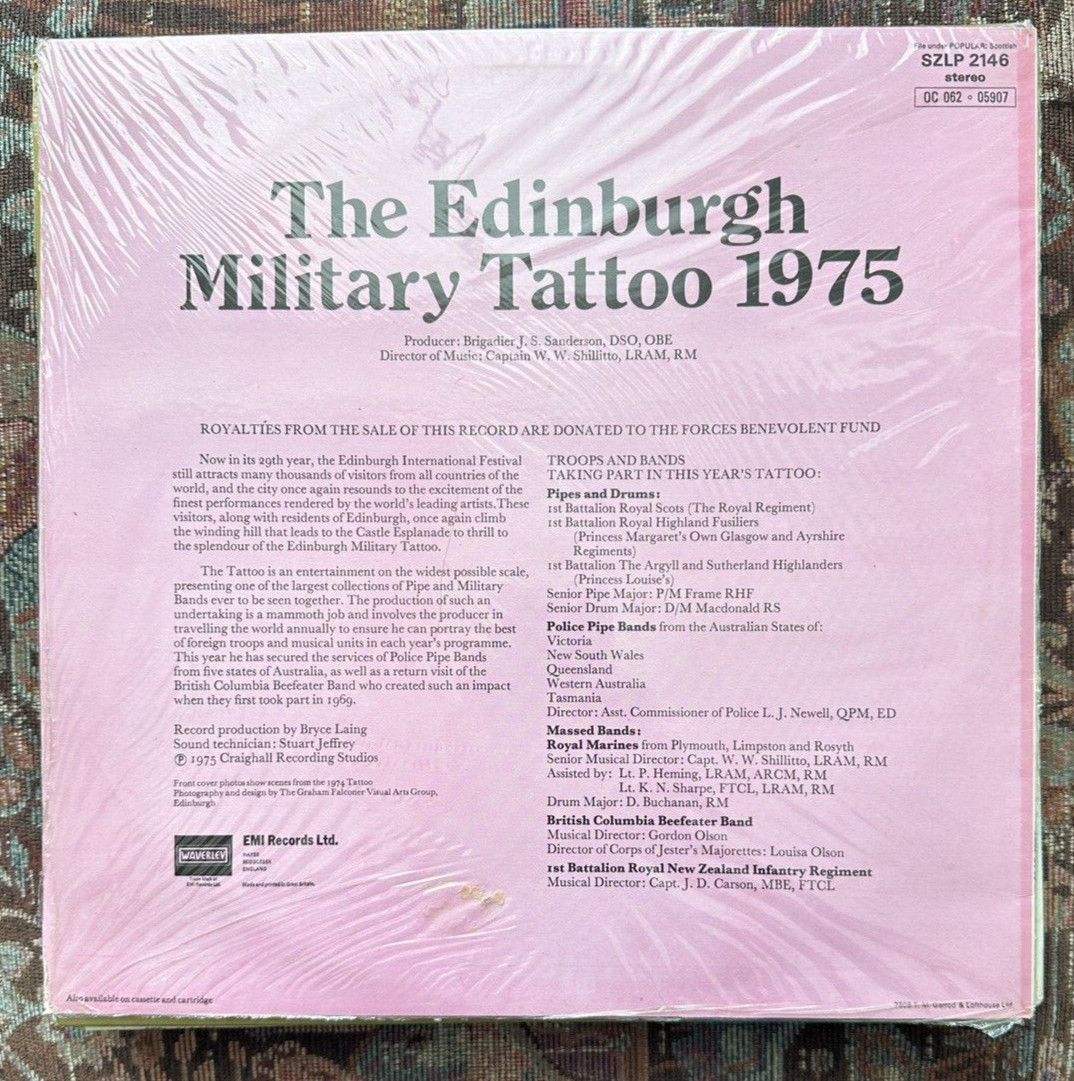 File under POPULAR: Scottish
SZLP 2146
stereo
OC 062 ∘ 05907
The Edinburgh
Military Tattoo 1975
Producer: Brigadier J. S. Sanderson, DSO, OBE
Director of Music: Captain W. W. Shillitto, LRAM, RM
ROYALTIES FROM THE SALE OF THIS RECORD ARE DONATED TO THE FORCES BENEVOLENT FUND
Now in its 29th year, the Edinburgh International Festival
still attracts many thousands of visitors from all countries of the
world, and the city once again resounds to the excitement of the
finest performances rendered by the world's leading artists. These
visitors, along with residents of Edinburgh, once again climb
the winding hill that leads to the Castle Esplanade to thrill to
the splendour of the Edinburgh Military Tattoo.
The Tattoo is an entertainment on the widest possible scale,
presenting one of the largest collections of Pipe and Military
Bands ever to be seen together. The production of such an
undertaking is a mammoth job and involves the producer in
travelling the world annually to ensure he can portray the best
of foreign troops and musical units in each year's programme.
This year he has secured the services of Police Pipe Bands
from five states of Australia, as well as a return visit of the
British Columbia Beefeater Band who created such an impact
when they first took part in 1969.
Record production by Bryce Laing
Sound technician: Stuart Jeffrey
Ⓟ 1975 Craighall Recording Studios
Front cover photos show scenes from the 1974 Tattoo
Photography and design by The Graham Falconer Visual Arts Group,
Edinburgh
WAVERLEY
Trade Mark of
EMI Records Ltd.
EMI Records Ltd.
HAYES
MIDDLESEX
ENGLAND
Made and printed in Great Britain.
TROOPS AND BANDS
TAKING PART IN THIS YEAR'S TATTOO:
Pipes and Drums:
1st Battalion Royal Scots (The Royal Regiment)
1st Battalion Royal Highland Fusiliers
(Princess Margaret's Own Glasgow and Ayrshire
Regiments)
1st Battalion The Argyll and Sutherland Highlanders
(Princess Louise's)
Senior Pipe Major: P/M Frame RHF
Senior Drum Major: D/M Macdonald RS
Police Pipe Bands from the Australian States of:
Victoria
New South Wales
Queensland
Western Australia
Tasmania
Director: Asst. Commissioner of Police L. J. Newell, QPM, ED
Massed Bands:
Royal Marines from Plymouth, Limpston and Rosyth
Senior Musical Director: Capt. W. W. Shillitto, LRAM, RM
Assisted by: Lt. P. Heming, LRAM, ARCM, RM
Lt. K. N. Sharpe, FTCL, LRAM, RM
Drum Major: D. Buchanan, RM
British Columbia Beefeater Band
Musical Director: Gordon Olson
Director of Corps of Jester's Majorettes: Louisa Olson
1st Battalion Royal New Zealand Infantry Regiment
Musical Director: Capt. J. D. Carson, MBE, FTCL
Also available on cassette and cartridge
Garrod & Lofthouse Ltd.